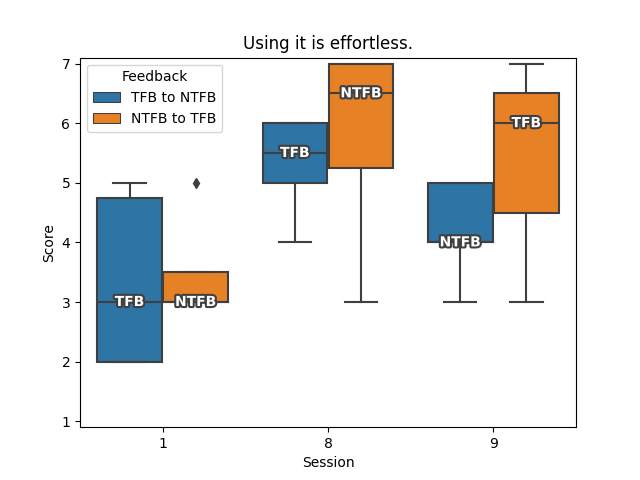 Using it is effortless.
Feedback
TFB to NTFB
NTFB to TFB
Score
7
6
5
4
3
2
1
TFB
NTFB
TFB
NTFB
NTFB
TFB
1 8 9
Session